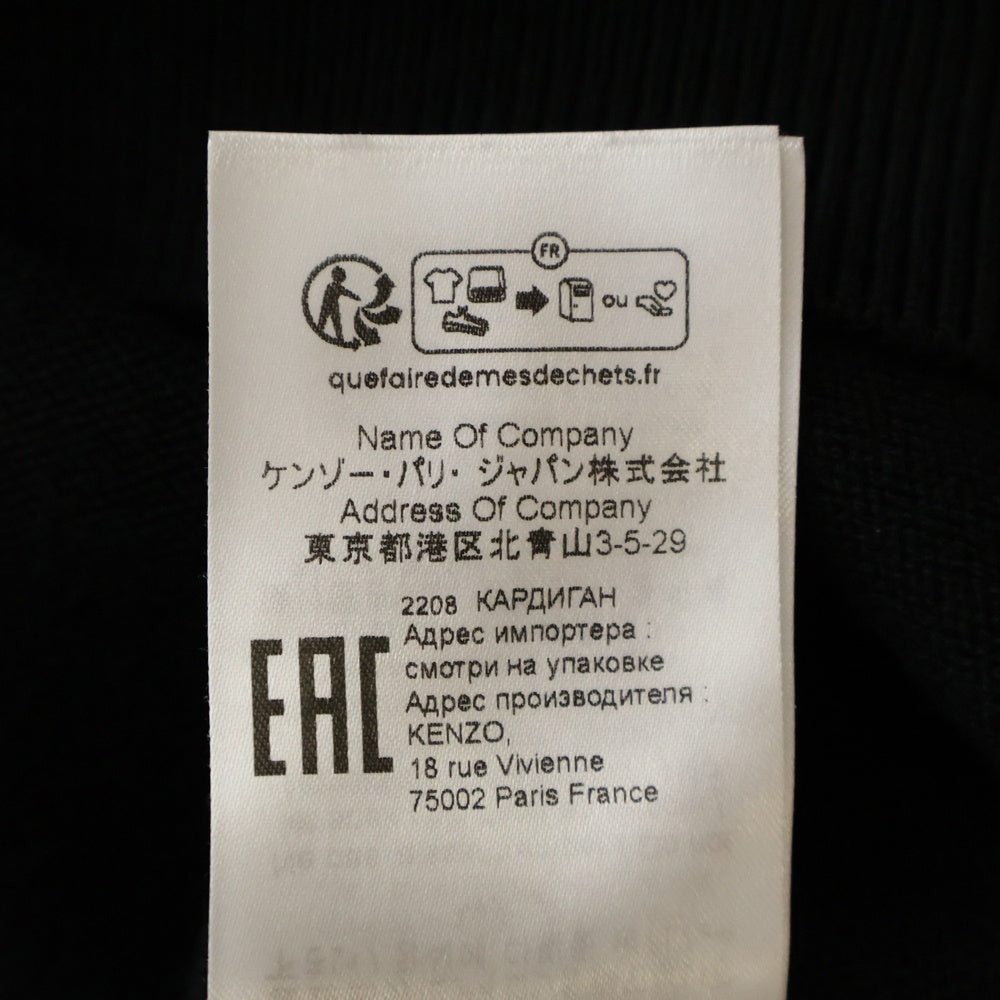 FR
ou
quefairedemesdechets.fr
Name Of Company
ケンゾー・パリ・ジャパン株式会社
Address Of Company
東京都港区北青山3-5-29
2208 КАРДИГАН
Адрес импортера :
смотри на упаковке
Адрес производителя :
EAC
KENZO,
18 rue Vivienne
75002 Paris France